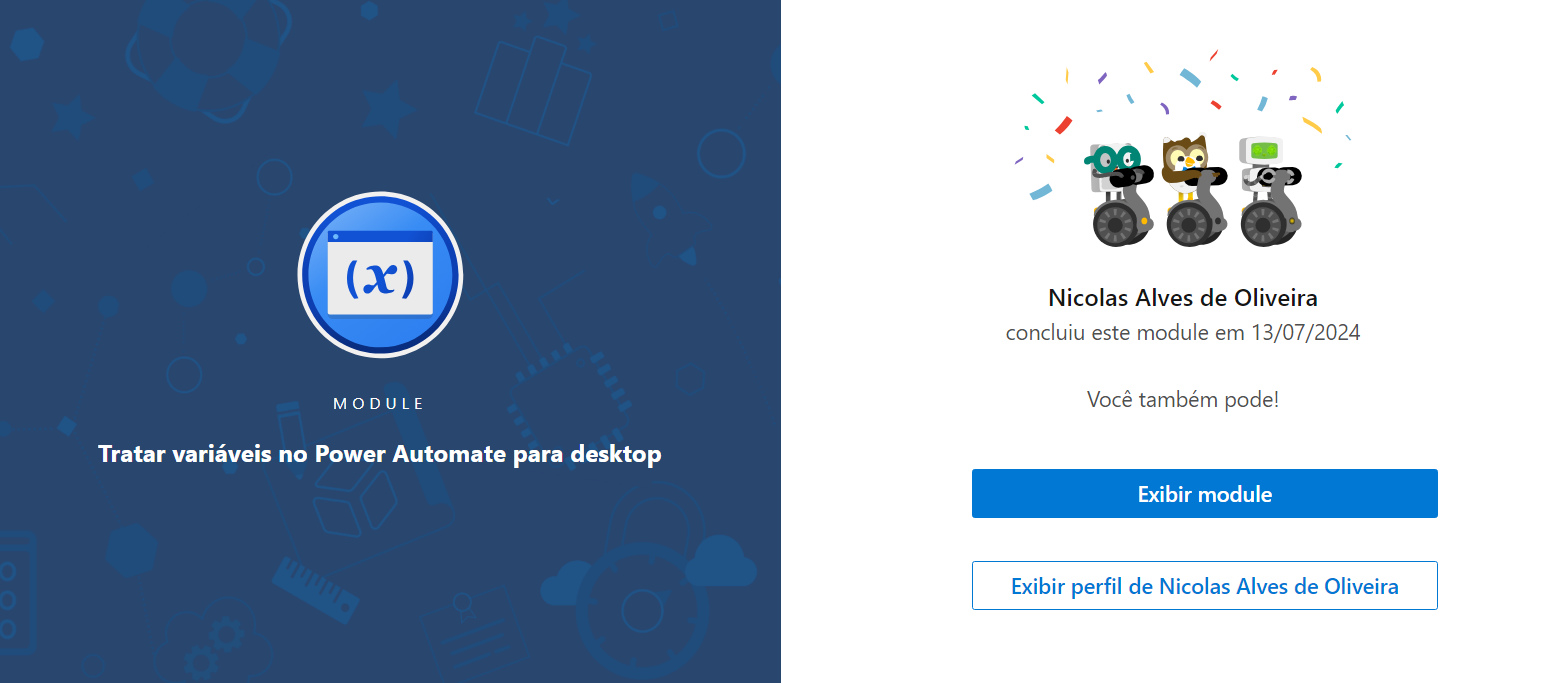 (x)
MODULE
Tratar variáveis no Power Automate para desktop
Nicolas Alves de Oliveira
concluiu este module em 13/07/2024
Você também pode!
Exibir module
Exibir perfil de Nicolas Alves de Oliveira